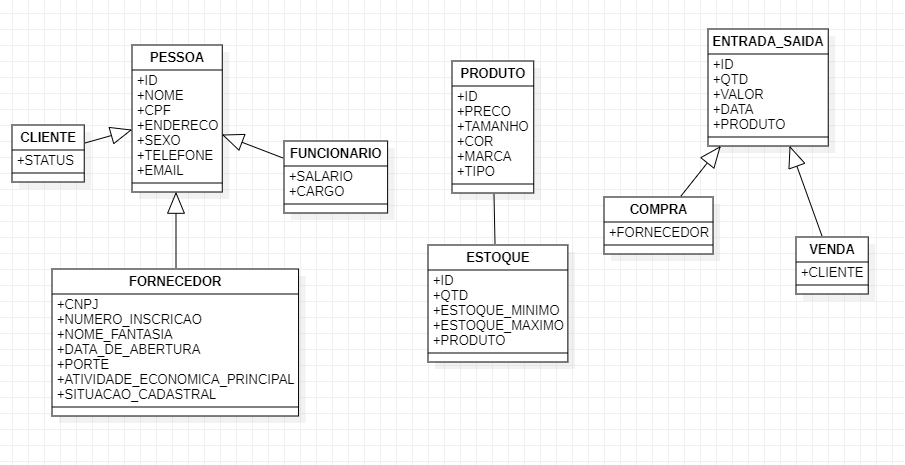 PESSOA
+ID
+NOME
+CPF
+ENDERECO
+SEXO
+TELEFONE
+EMAIL
CLIENTE
+STATUS
FUNCIONARIO
+SALARIO
+CARGO
FORNECEDOR
+CNPJ
+NUMERO_INSCRICAO
+NOME_FANTASIA
+DATA_DE_ABERTURA
+PORTE
+ATIVIDADE_ECONOMICA_PRINCIPAL
+SITUACAO_CADASTRAL
PRODUTO
+ID
+PRECO
+TAMANHO
+COR
+MARCA
+TIPO
ESTOQUE
+ID
+QTD
+ESTOQUE_MINIMO
+ESTOQUE_MAXIMO
+PRODUTO
ENTRADA_SAIDA
+ID
+QTD
+VALOR
+DATA
+PRODUTO
COMPRA
+FORNECEDOR
VENDA
+CLIENTE